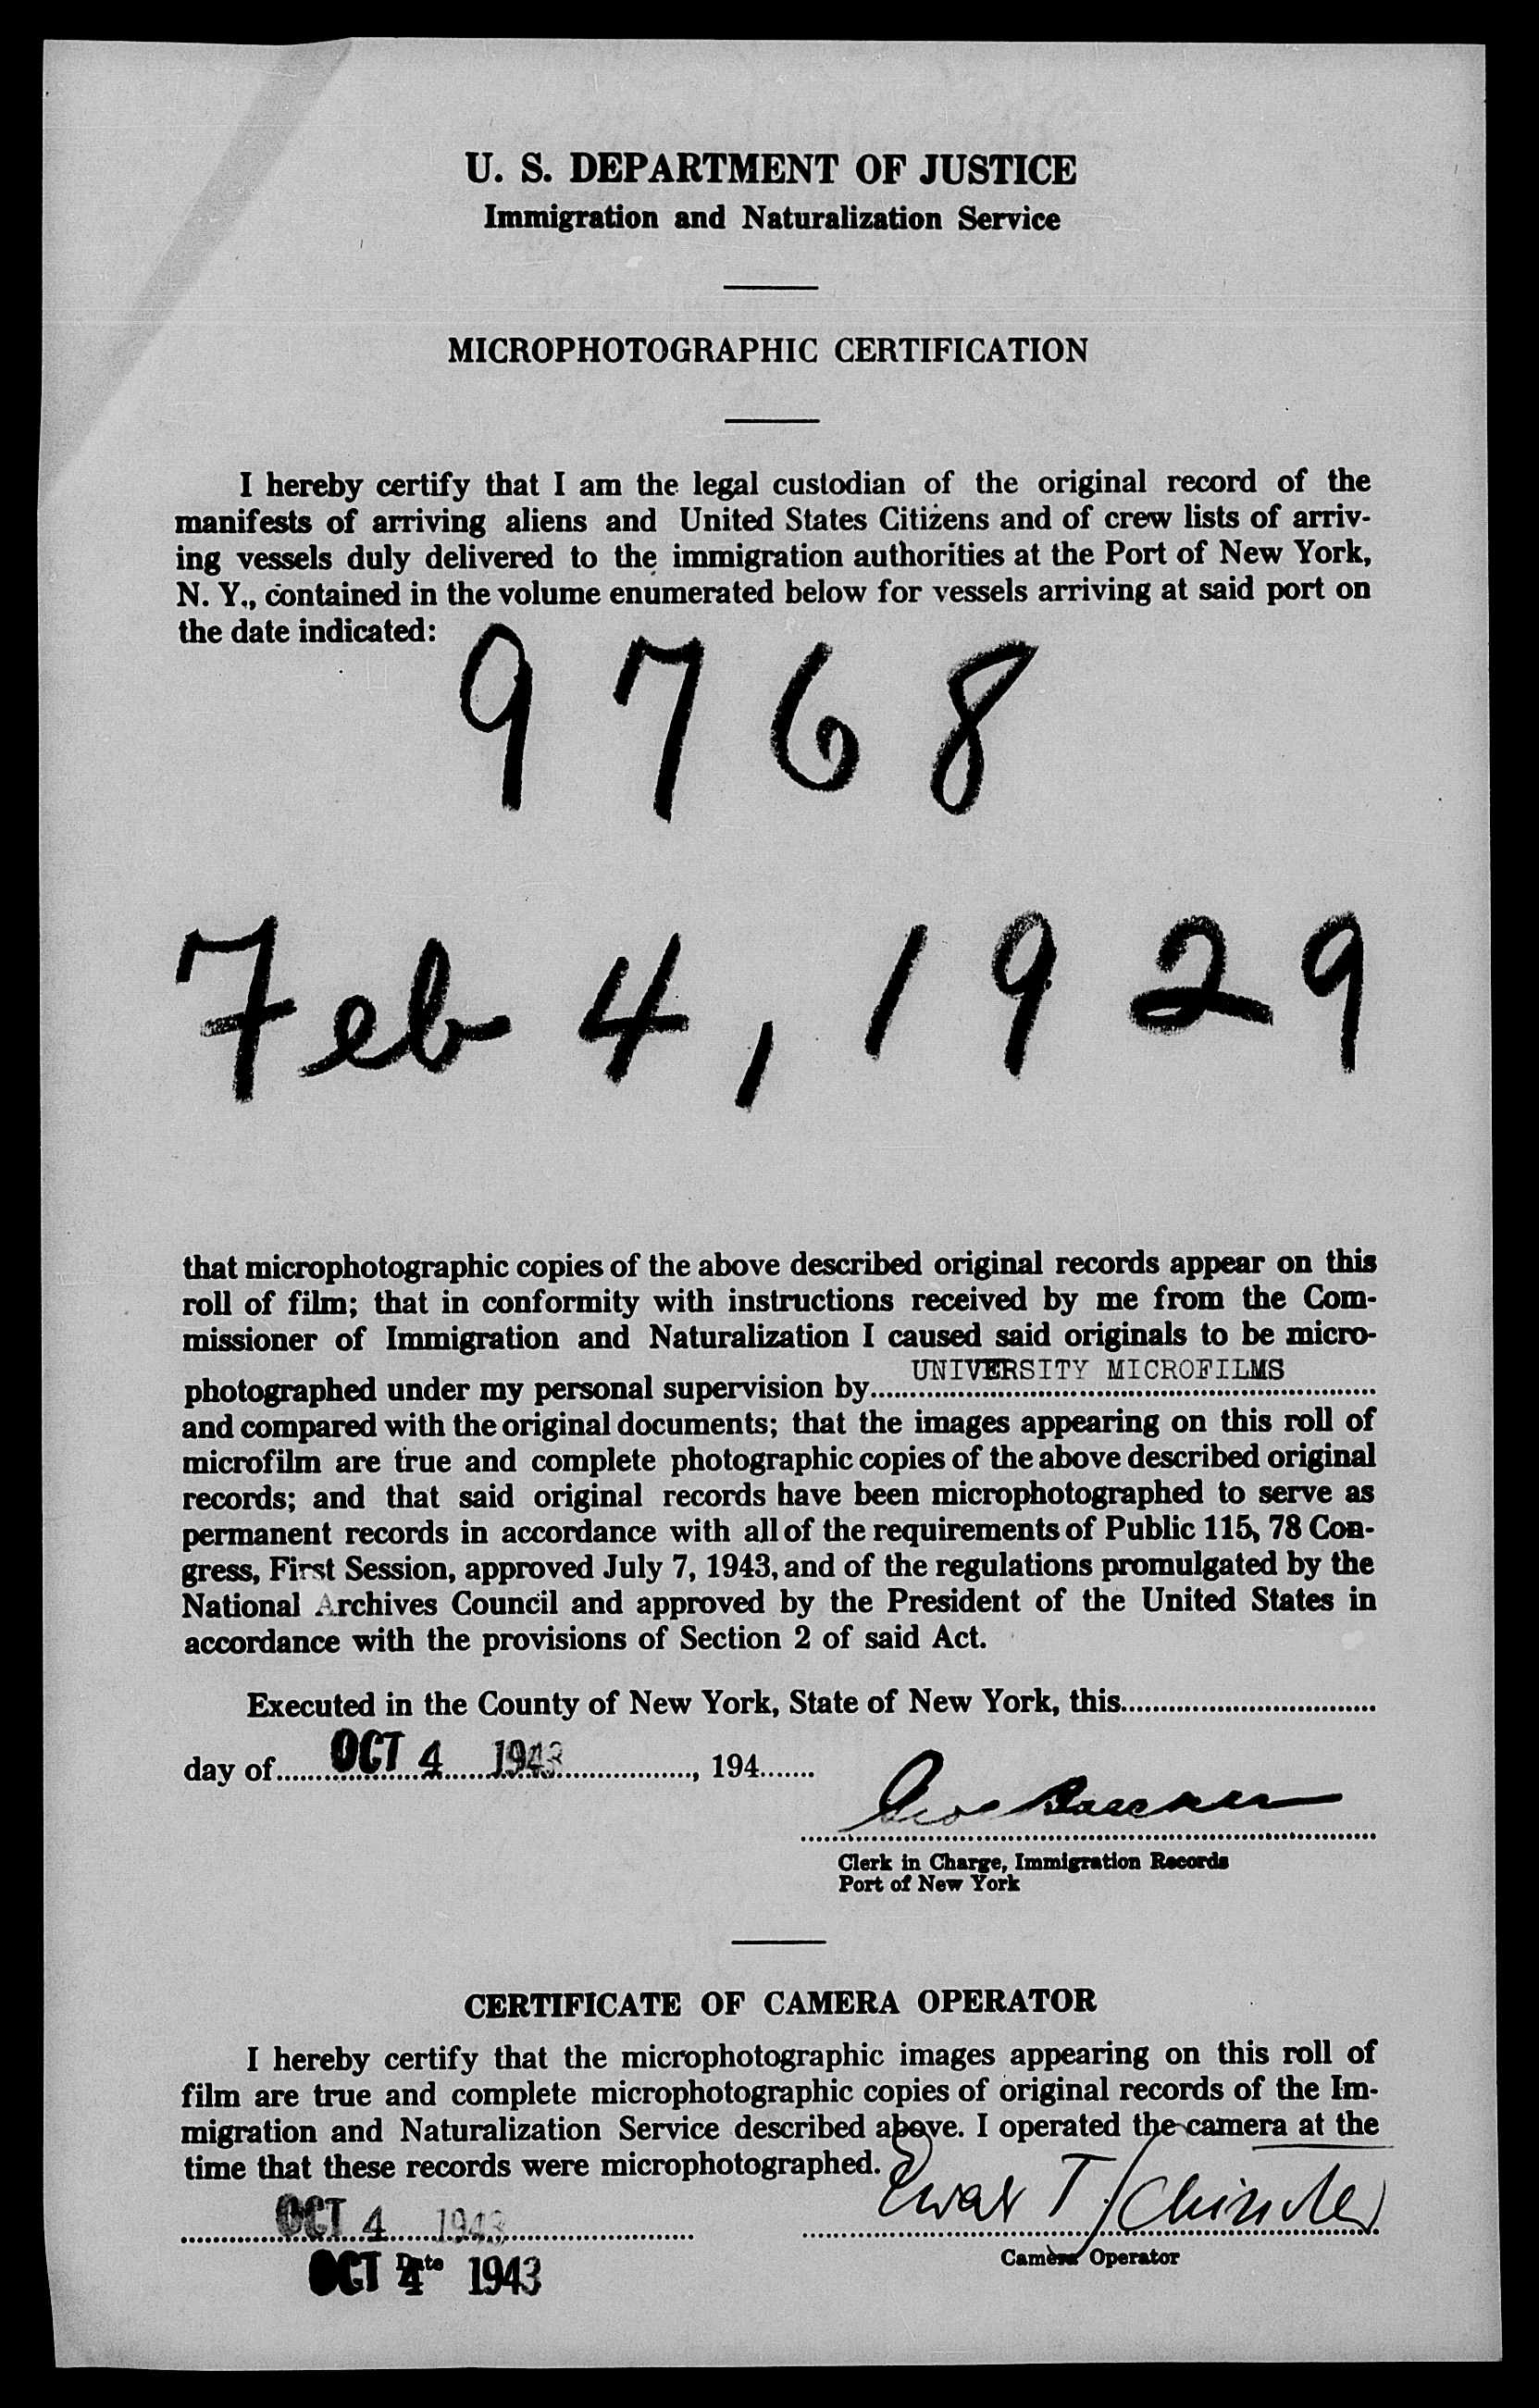 U. S. DEPARTMENT OF JUSTICE
Immigration and Naturalization Service
MICROPHOTOGRAPHIC CERTIFICATION
I hereby certify that I am the legal custodian of the original record of the
manifests of arriving aliens and United States Citizens and of crew lists of arriv-
ing vessels duly delivered to the immigration authorities at the Port of New York,
N. Y., contained in the volume enumerated below for vessels arriving at said port on
the date indicated:
9768
Feb 4, 1929
that microphotographic copies of the above described original records appear on this
roll of film; that in conformity with instructions received by me from the Com-
missioner of Immigration and Naturalization I caused said originals to be micro-
photographed under my personal supervision by UNIVERSITY MICROFILMS
and compared with the original documents; that the images appearing on this roll of
microfilm are true and complete photographic copies of the above described original
records; and that said original records have been microphotographed to serve as
permanent records in accordance with all of the requirements of Public 115, 78 Con-
gress, First Session, approved July 7, 1943, and of the regulations promulgated by the
National Archives Council and approved by the President of the United States in
accordance with the provisions of Section 2 of said Act.
Executed in the County of New York, State of New York, this
day of OCT 4 1943, 194
Clerk in Charge, Immigration Records
Port of New York
CERTIFICATE OF CAMERA OPERATOR
I hereby certify that the microphotographic images appearing on this roll of
film are true and complete microphotographic copies of original records of the Im-
migration and Naturalization Service described above. I operated the camera at the
time that these records were microphotographed.
OCT 4 1943
Date
Camera Operator
OCT 4 1943